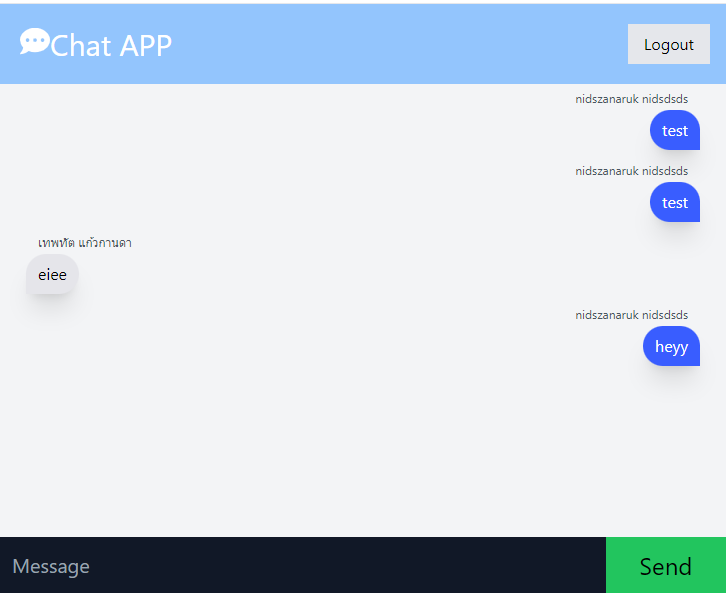 Chat APP
Logout
nidszanaruk nidsdsds
test
nidszanaruk nidsdsds
test
เทพทัต แก้วกานดา
eiee
nidszanaruk nidsdsds
heyy
Message
Send